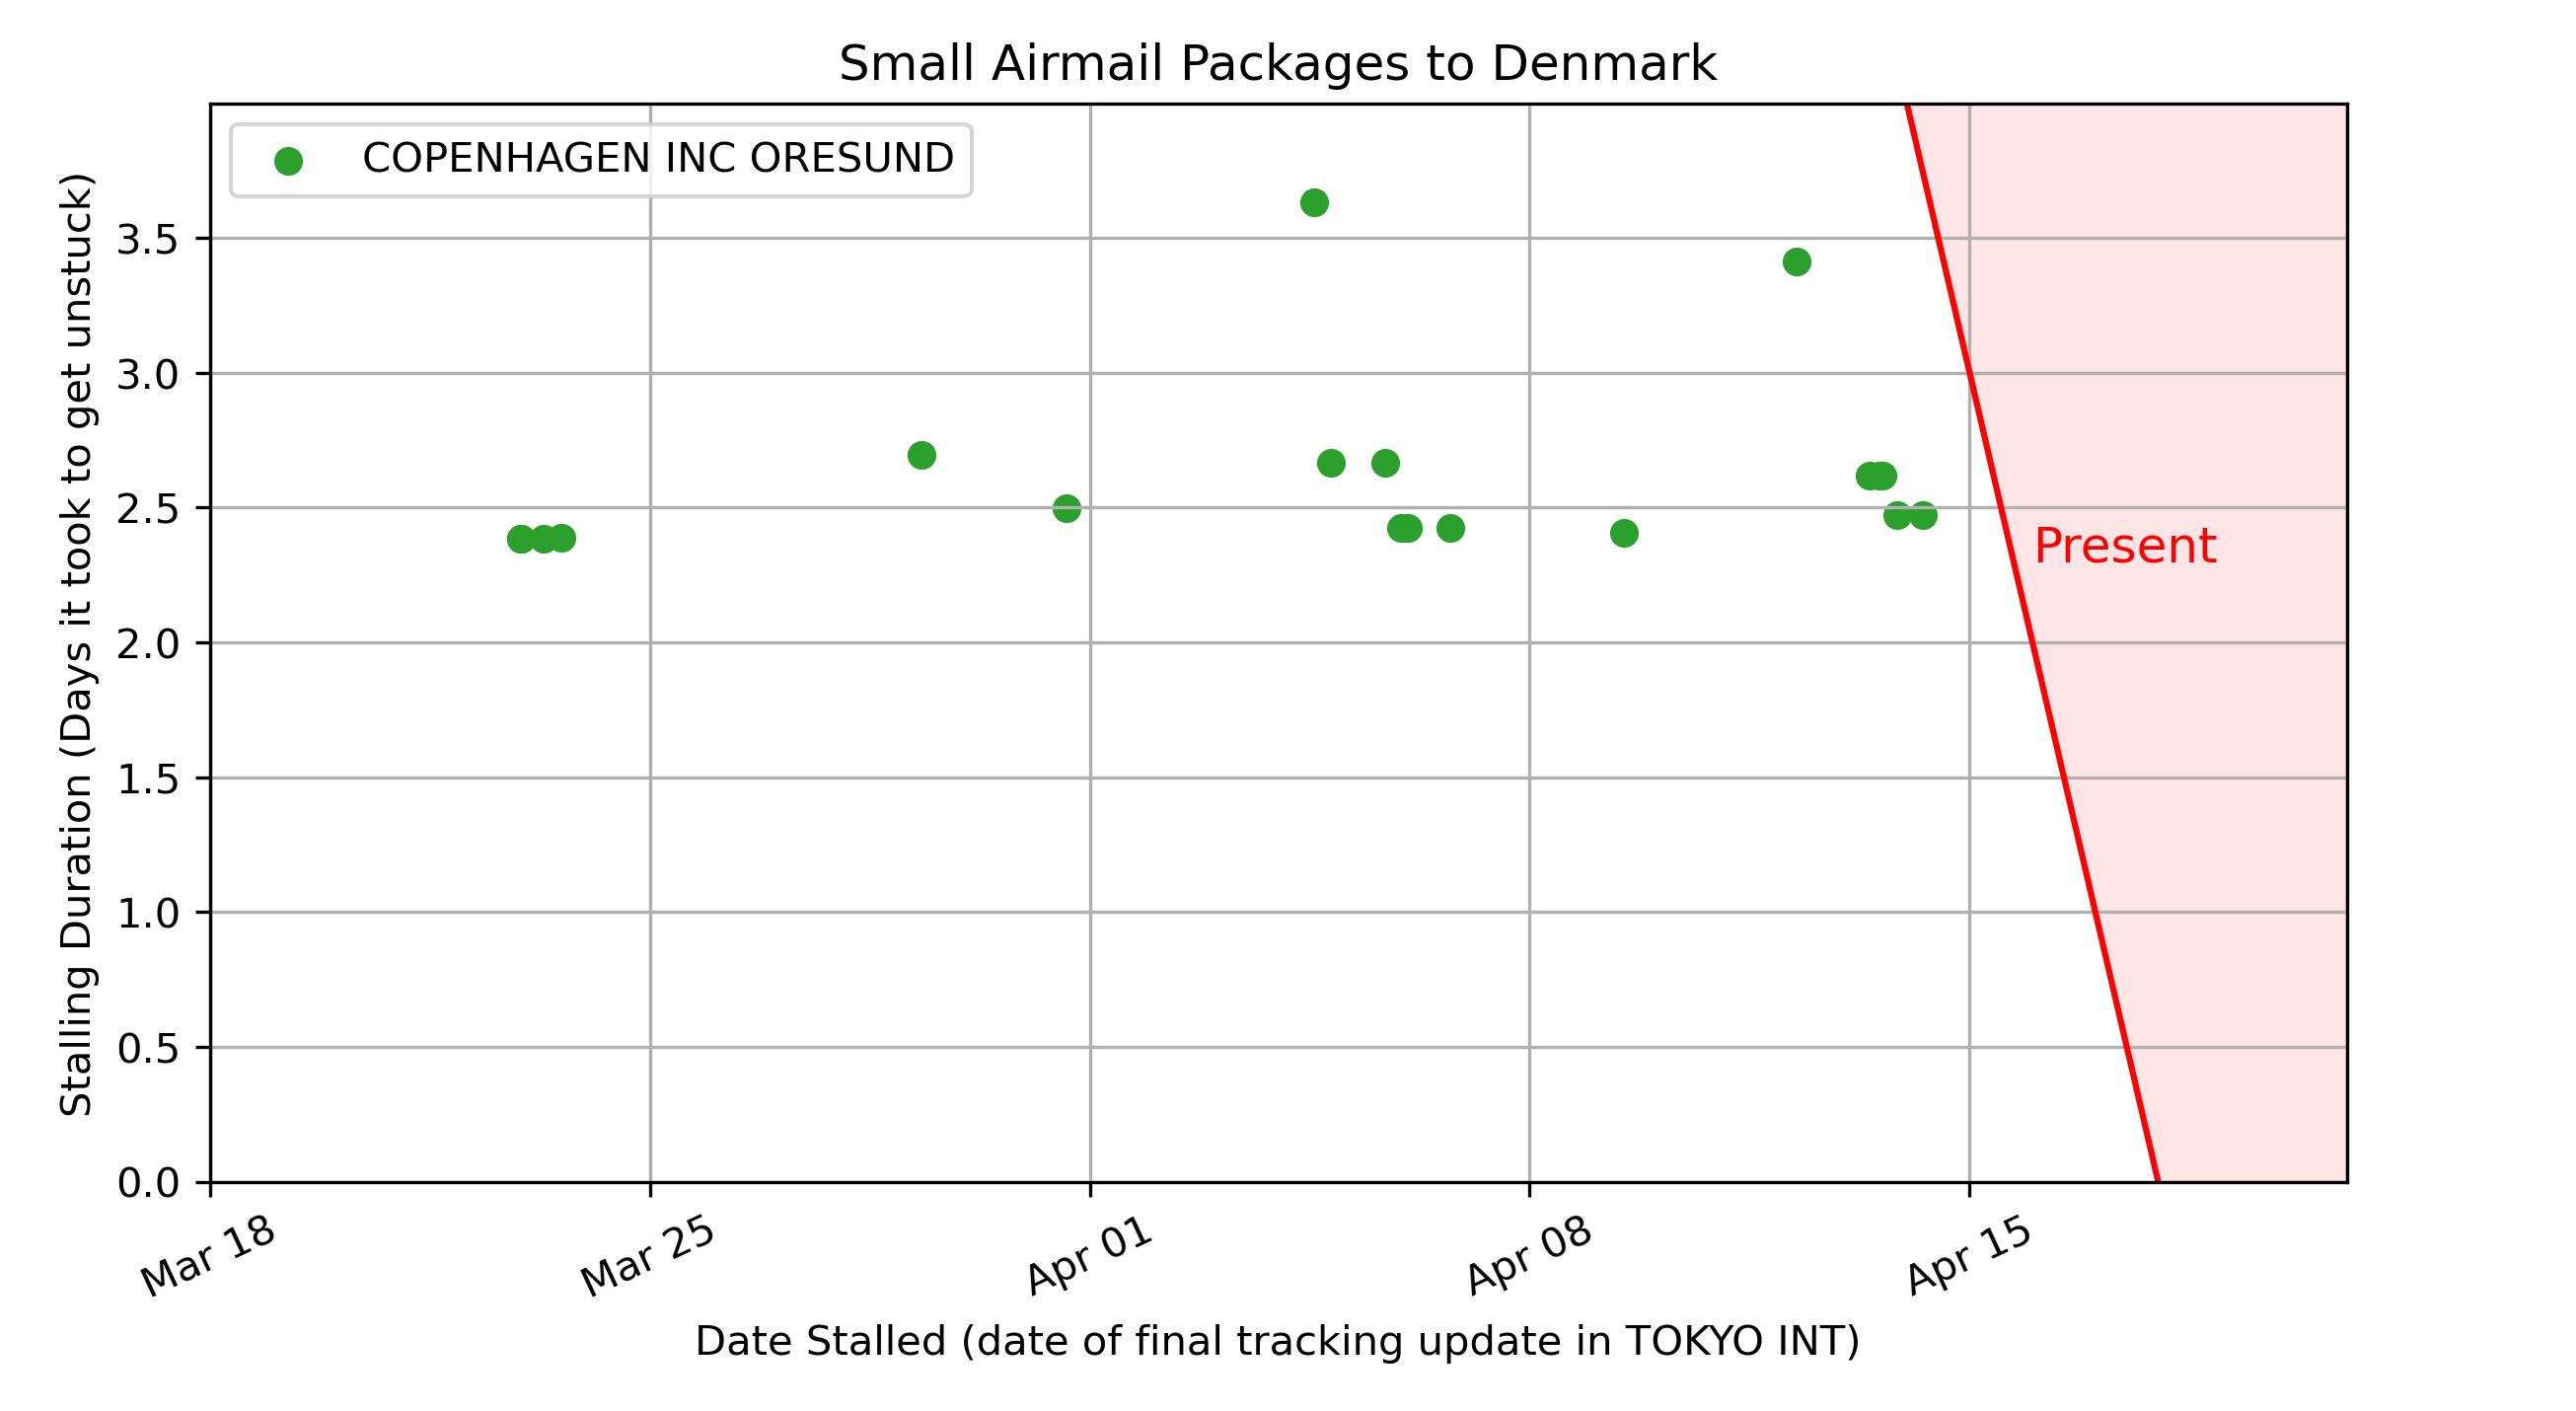 Small Airmail Packages to Denmark
COPENHAGEN INC ORESUND
Stalling Duration (Days it took to get unstuck)
3.5
3.0
2.5
2.0
1.5
1.0
0.5
0.0
Present
Mar 18
Mar 25
Apr 01
Apr 08
Apr 15
Date Stalled (date of final tracking update in TOKYO INT)